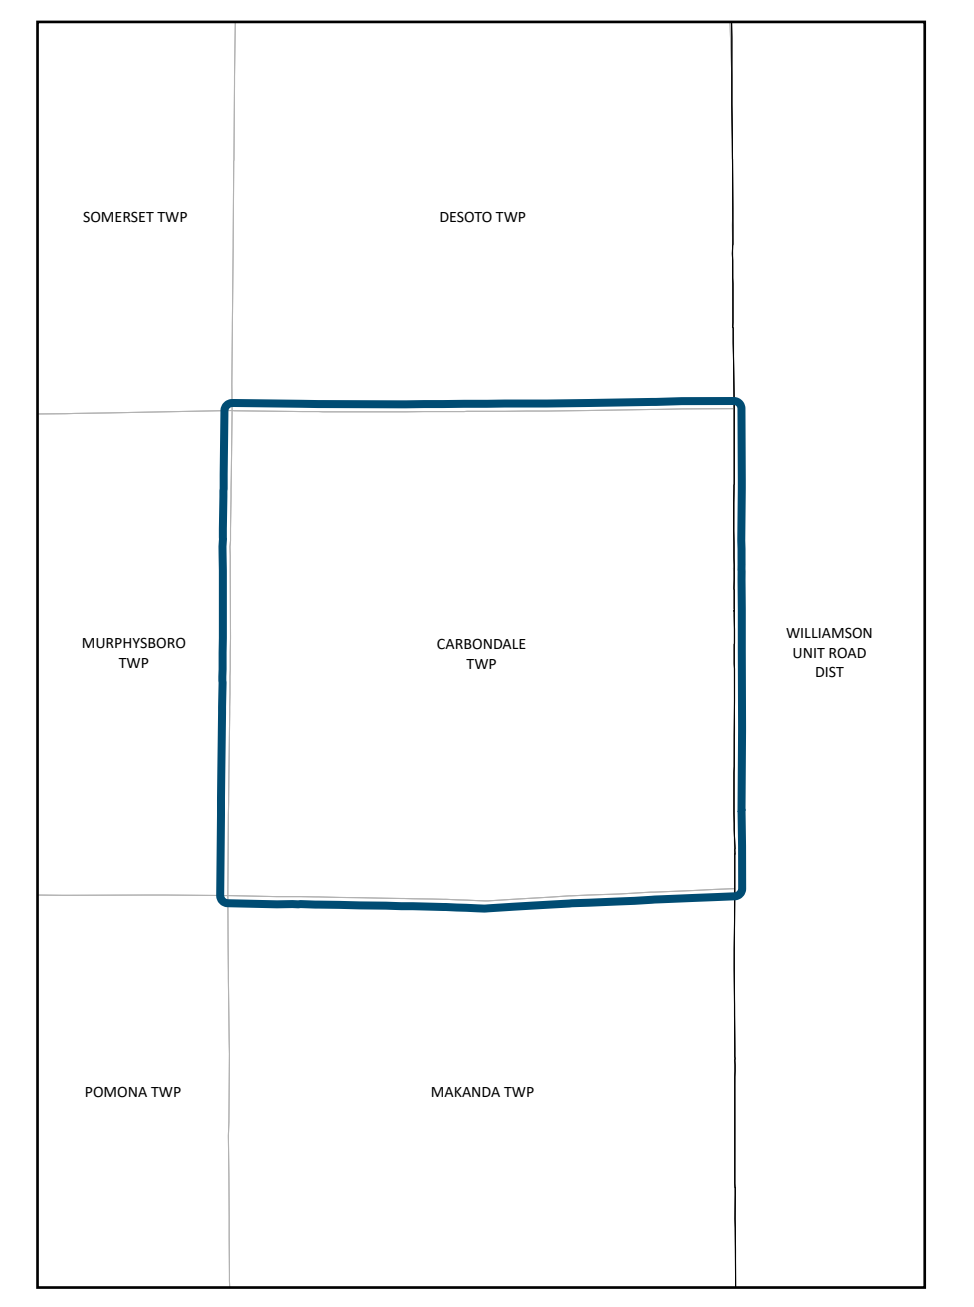 SOMERSET TWP
DESOTO TWP
MURPHYSBORO
TWP
CARBONDALE
TWP
WILLIAMSON
UNIT ROAD
DIST
POMONA TWP
MAKANDA TWP